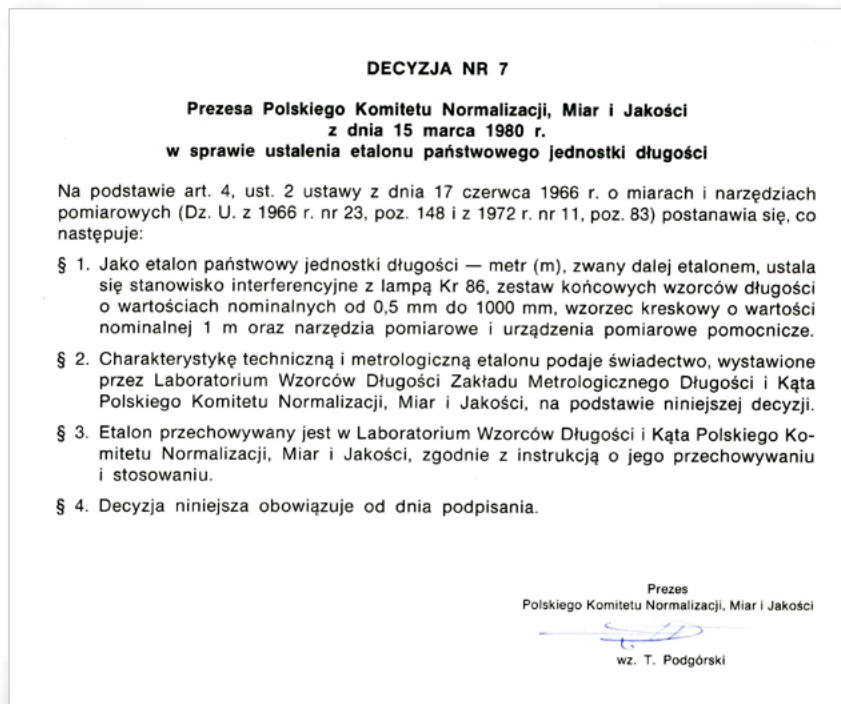 DECYZJA NR 7
Prezesa Polskiego Komitetu Normalizacji, Miar i Jakości
z dnia 15 marca 1980 r.
w sprawie ustalenia etalonu państwowego jednostki długości
Na podstawie art. 4, ust. 2 ustawy z dnia 17 czerwca 1966 r. o miarach i narzędziach
pomiarowych (Dz. U. z 1966 r. nr 23, poz. 148 i z 1972 r. nr 11, poz. 83) postanawia się, co
następuje:
§ 1. Jako etalon państwowy jednostki długości — metr (m), zwany dalej etalonem, ustala
się stanowisko interferencyjne z lampą Kr 86, zestaw końcowych wzorców długości
o wartościach nominalnych od 0,5 mm do 1000 mm, wzorzec kreskowy o wartości
nominalnej 1 m oraz narzędzia pomiarowe i urządzenia pomiarowe pomocnicze.
§ 2. Charakterystykę techniczną i metrologiczną etalonu podaje świadectwo, wystawione
przez Laboratorium Wzorców Długości Zakładu Metrologicznego Długości i Kąta
Polskiego Komitetu Normalizacji, Miar i Jakości, na podstawie niniejszej decyzji.
§ 3. Etalon przechowywany jest w Laboratorium Wzorców Długości i Kąta Polskiego Ko-
mitetu Normalizacji, Miar i Jakości, zgodnie z instrukcją o jego przechowywaniu
i stosowaniu.
§ 4. Decyzja niniejsza obowiązuje od dnia podpisania.
Prezes
Polskiego Komitetu Normalizacji, Miar i Jakości
wz. T. Podgórski